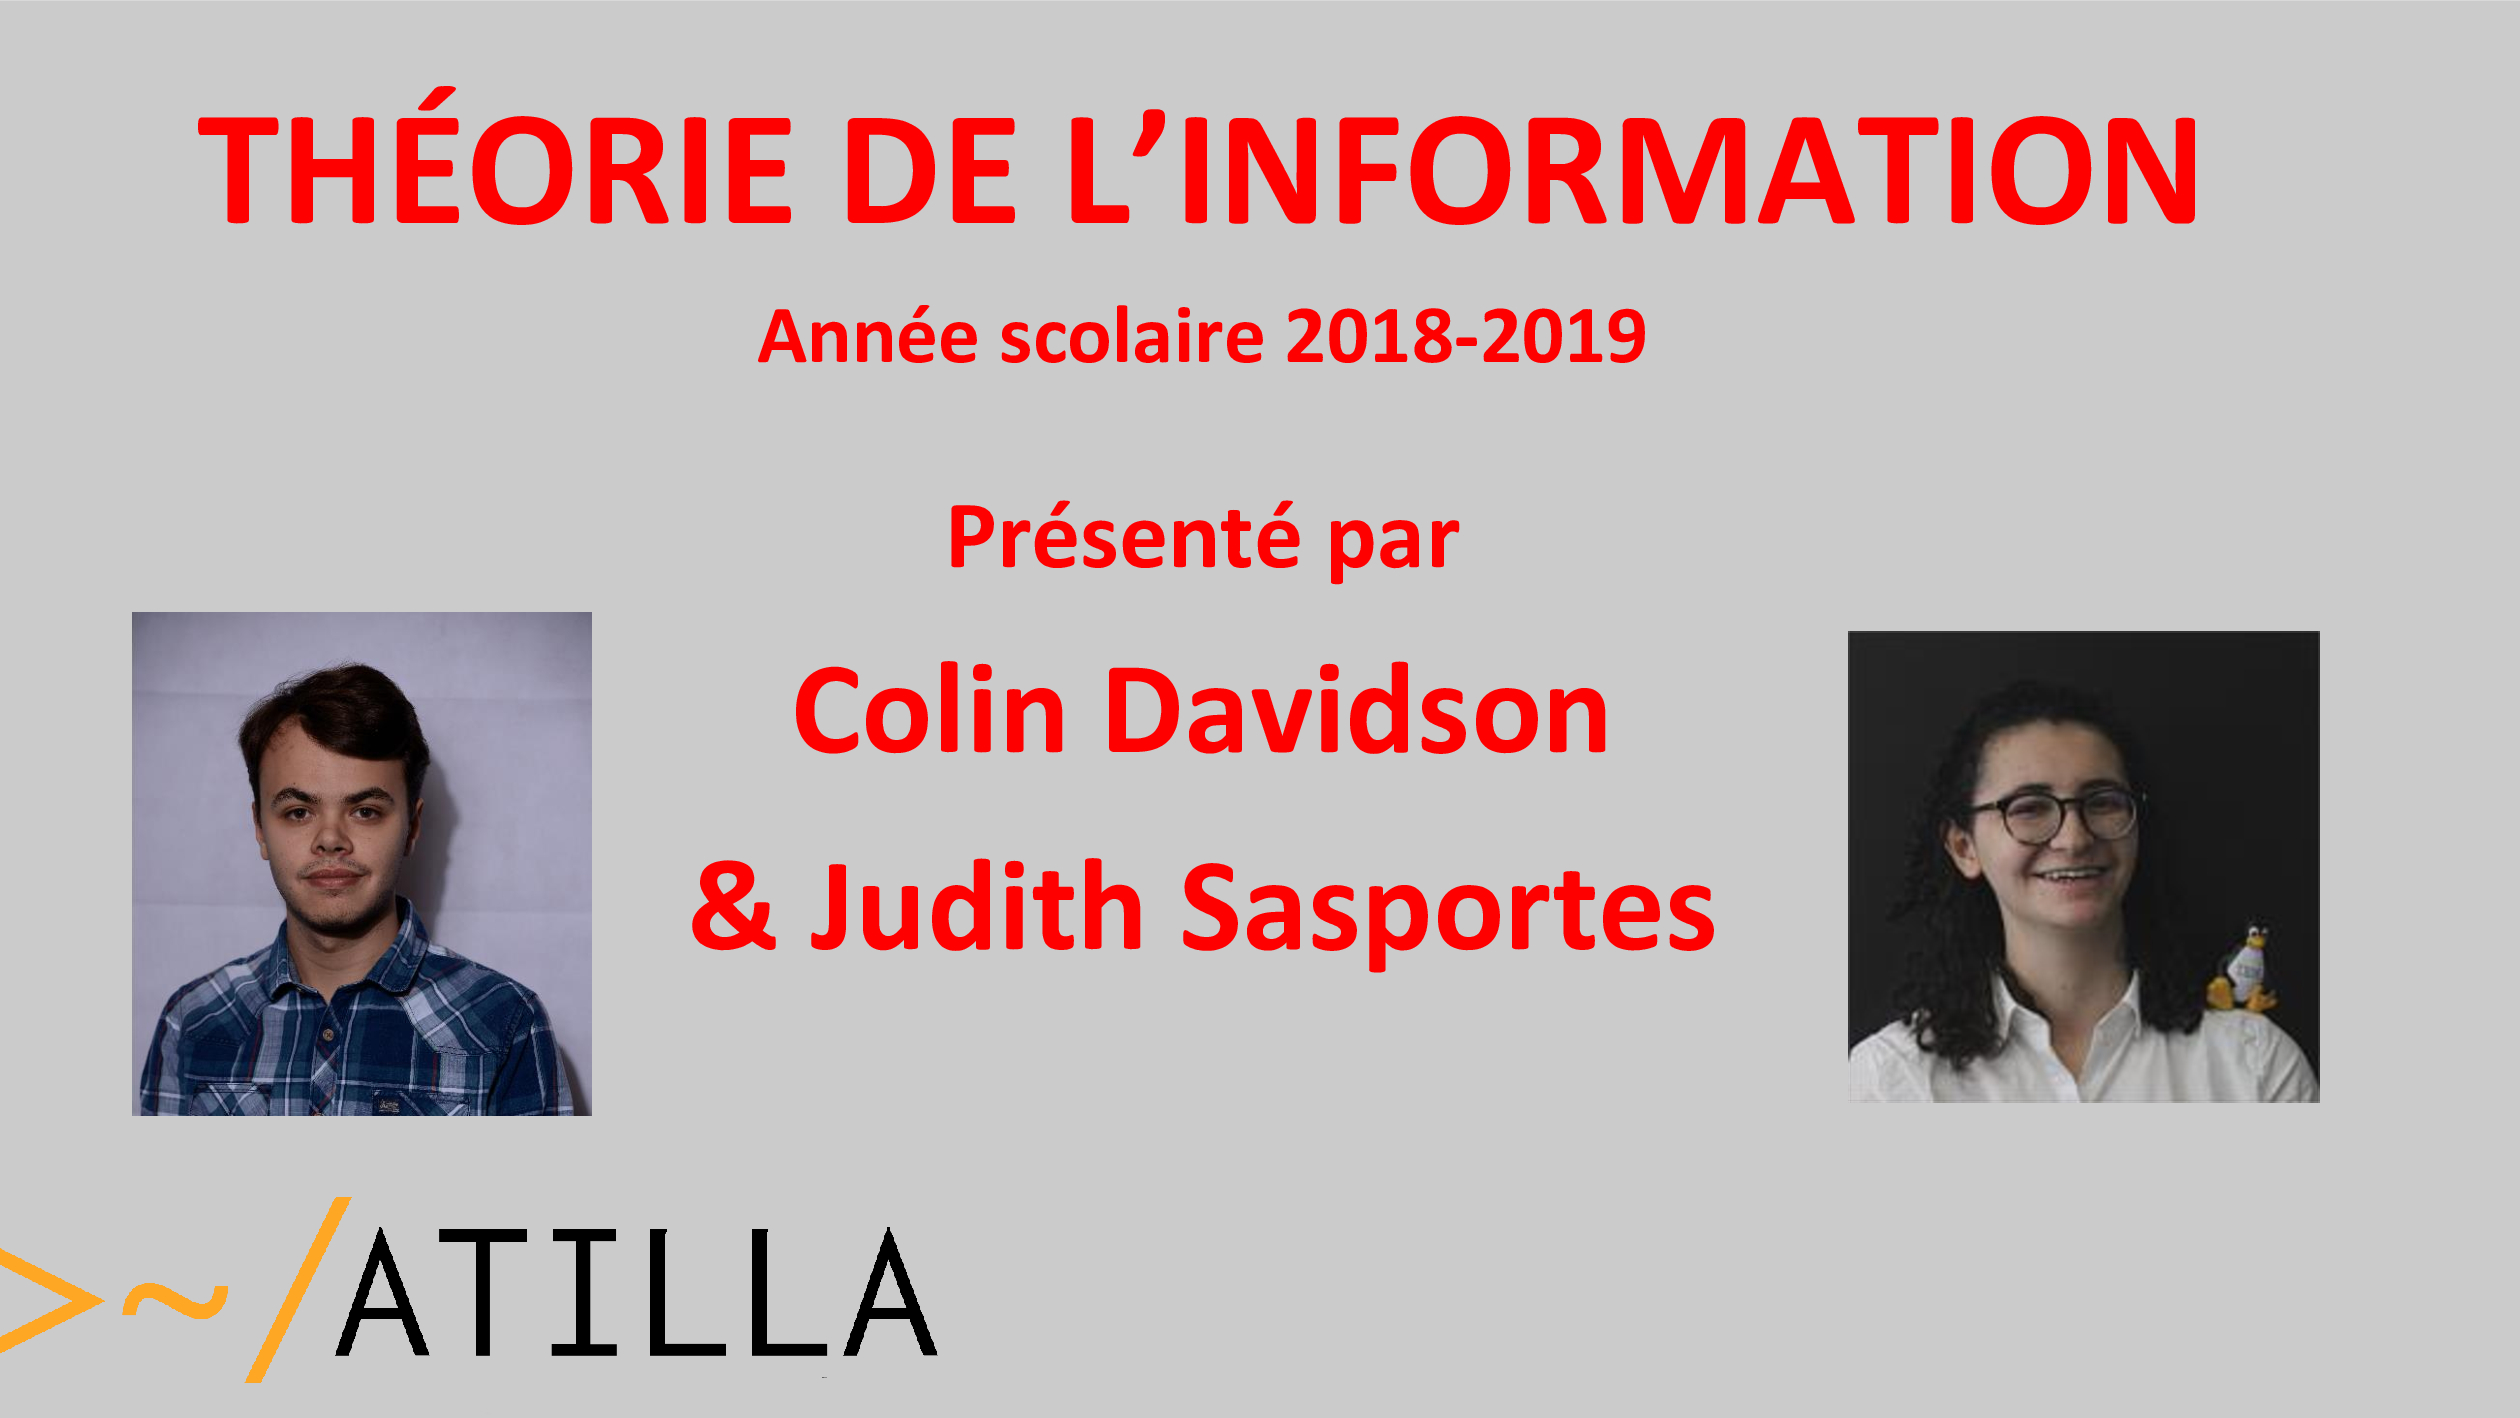 THÉORIE DE L’INFORMATION
Année scolaire 2018-2019
Présenté par
Colin Davidson
& Judith Sasportes
>~/ATILLA